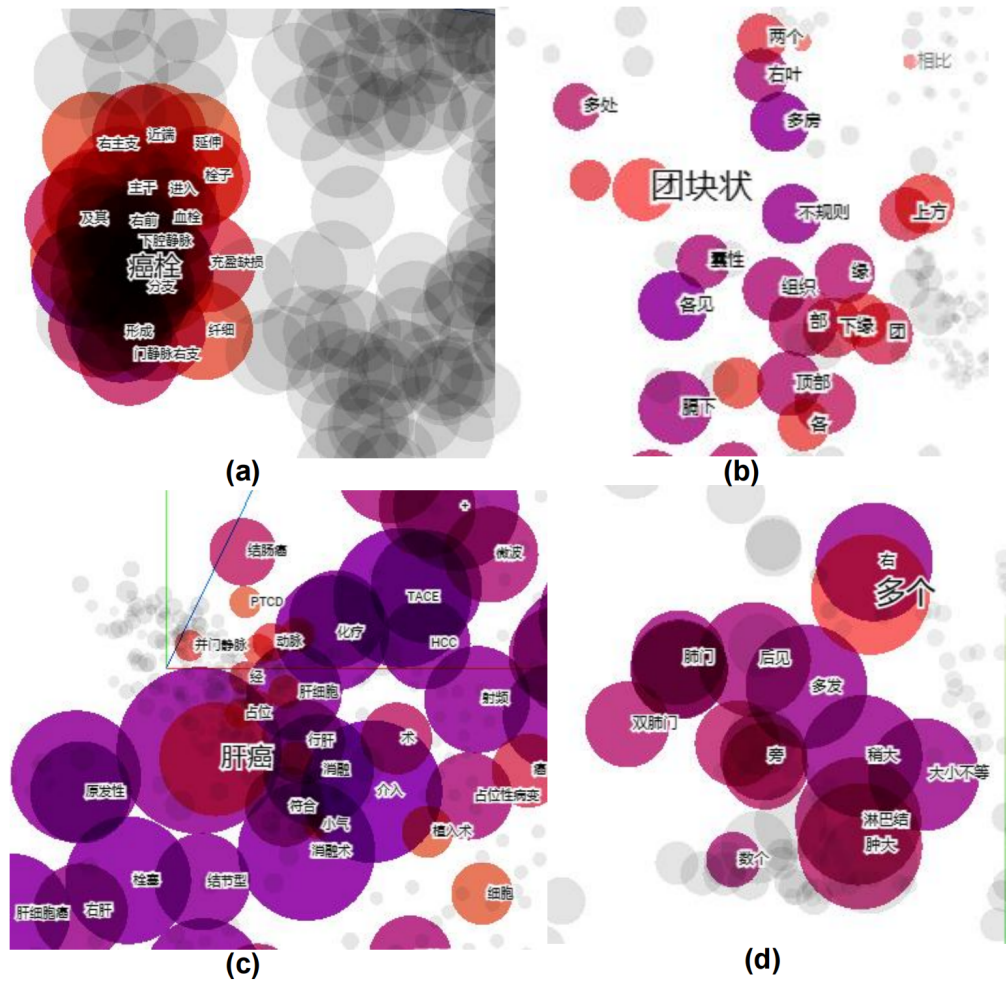 右主支 近端 延伸
栓子
主干 进入
及其 右前 血栓
下腔静脉
癌栓 充盈缺损
分支
形成 纤细
门静脉右支
(a)
两个
相比
右叶
多处
多房
团块状
不规则 上方
囊性 缘
各见 组织
部 下缘 团
顶部
膈下
各
(b)
+
结肠癌 微波
PTCD TACE
并门静脉 动脉 化疗 HCC
经
肝细胞 射频
占位
行肝 术
肝癌
消融 癌
原发性 介入 占位性病变
符合
小气 植入术
消融术
栓塞 结节型
细胞
肝细胞癌 右肝
(c)
右
多个
肺门 后见
多发
双肺门
旁 稍大
大小不等
淋巴结
数个 肿大
(d)